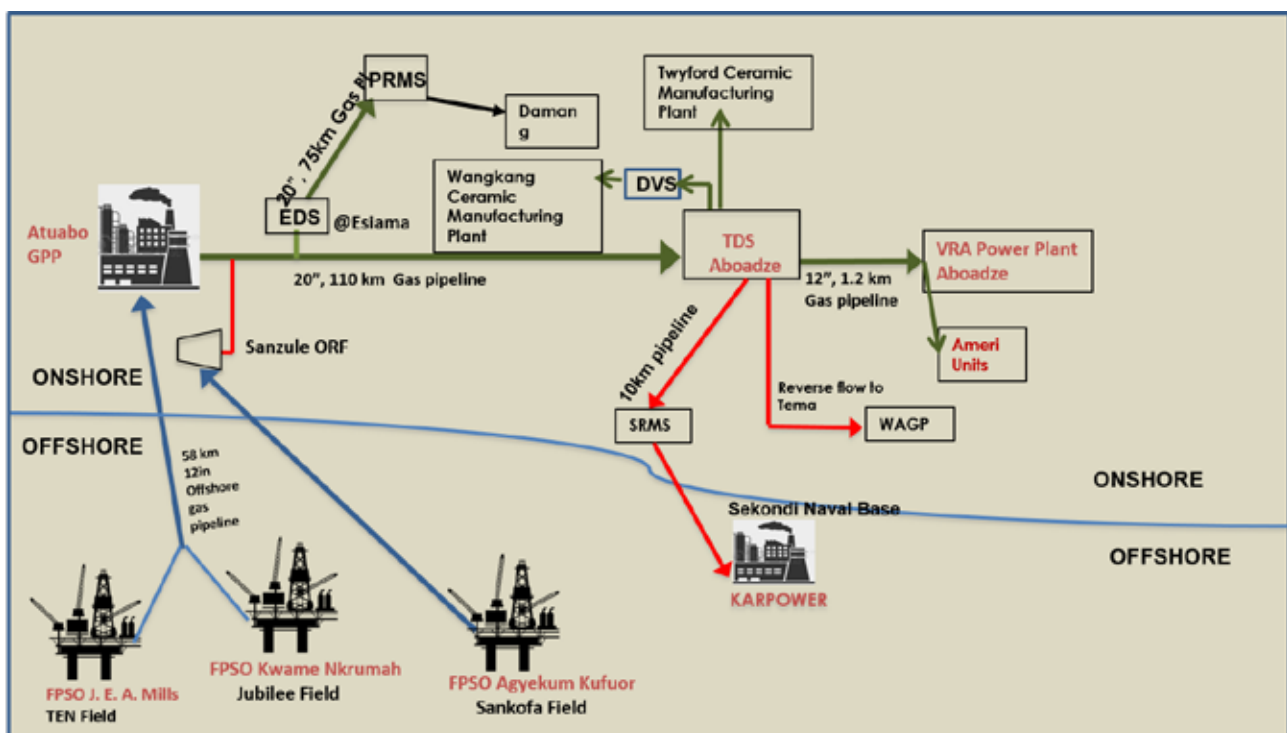 PRMS
20", 75km Gas Pl
Daman
g
Twyford Ceramic
Manufacturing
Plant
Wangkang
Ceramic
Manufacturing
Plant
DVS
EDS
@Esiama
Atuabo
GPP
TDS
Aboadze
VRA Power Plant
Aboadze
20", 110 km Gas pipeline
12", 1.2 km
Gas pipeline
Sanzule ORF
Ameri
Units
10km pipeline
ONSHORE
Reverse flow to
Tema
SRMS
WAGP
OFFSHORE
58 km
12in
Offshore
gas
pipeline
ONSHORE
Sekondi Naval Base
OFFSHORE
KARPOWER
FPSO J. E. A. Mills
TEN Field
FPSO Kwame Nkrumah
Jubilee Field
FPSO Agyekum Kufuor
Sankofa Field